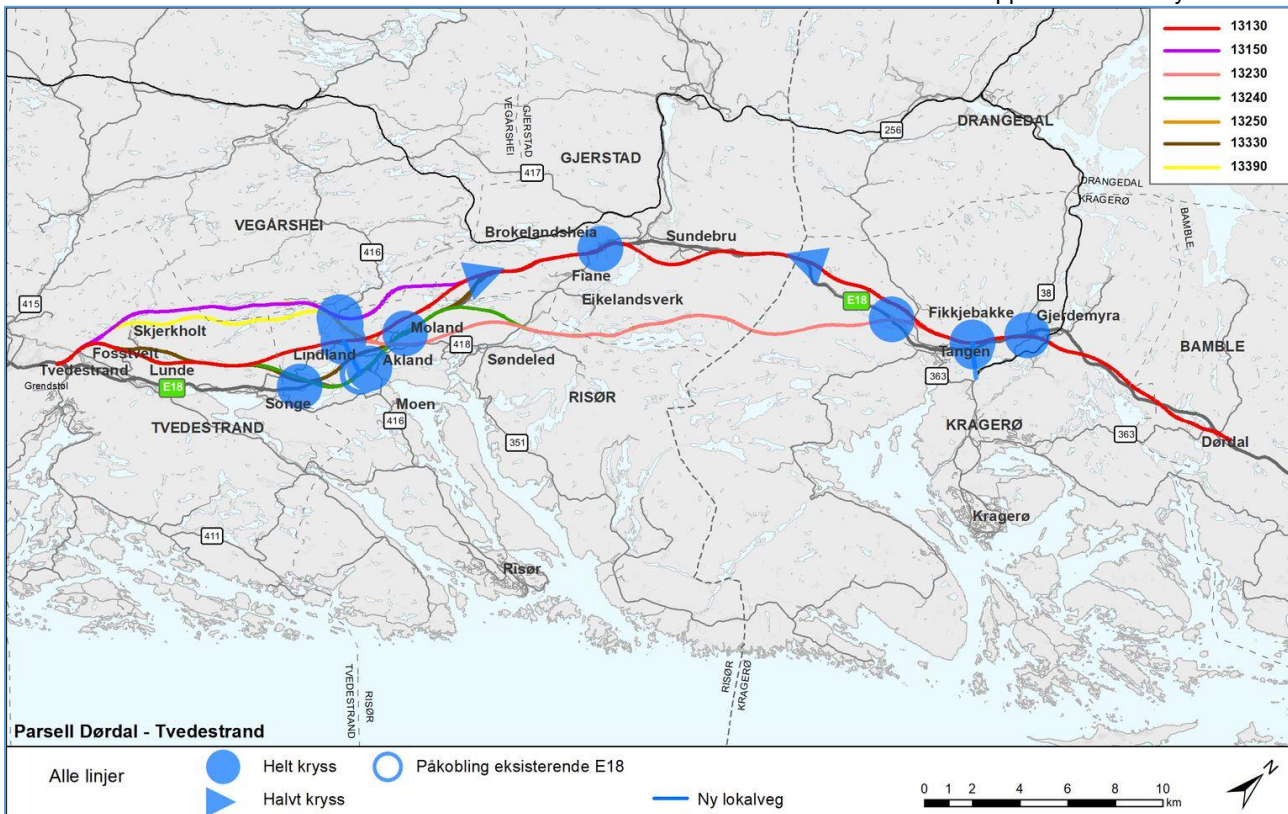 13130
13150
13230
13240
13250
13330
13390
DRANGEDAL
256
GJERSTAD
VEGÅRSHEI
417
GJERSTAD
DRANGEDAL
KRAGERØ
BAMBLE
VEGÅRSHEI
Brokelandsheia
Sundebru
416
Fiane
415
Eikelandsverk
E18
38
Fikkjebakke
Gjerdemyra
Skjerkholt
Moland
418
Fosstveit
Lindland
Akland
Søndeled
Tangen
BAMBLE
Tvedestrand
Lunde
363
Grendstøl
E18
RISØR
Songe
Moen
416
TVEDESTRAND
KRAGERØ
363
351
Dørdal
Kragerø
411
Risør
TVEDESTRAND
RISØR
RISØR
KRAGERØ
Parsell Dørdal - Tvedestrand
Alle linjer
Helt kryss
Påkobling eksisterende E18
Halvt kryss
Ny lokalveg
0 1 2 4 6 8 10
km
N